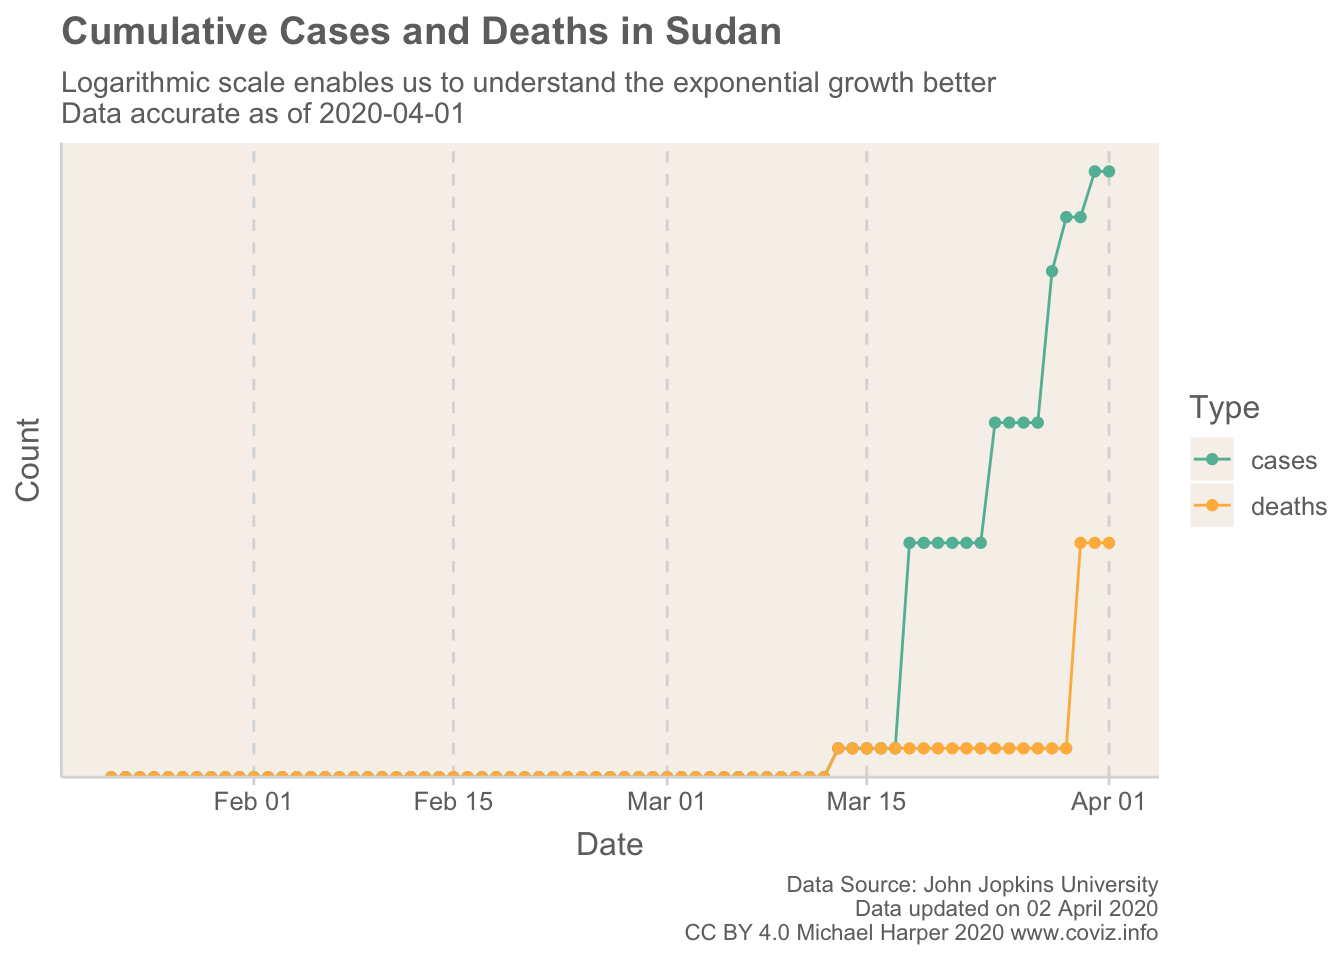 Cumulative Cases and Deaths in Sudan
Logarithmic scale enables us to understand the exponential growth better
Data accurate as of 2020-04-01
Count
Type
cases
deaths
Feb 01
Feb 15
Mar 01
Mar 15
Apr 01
Date
Data Source: John Jopkins University
Data updated on 02 April 2020
CC BY 4.0 Michael Harper 2020 www.coviz.info